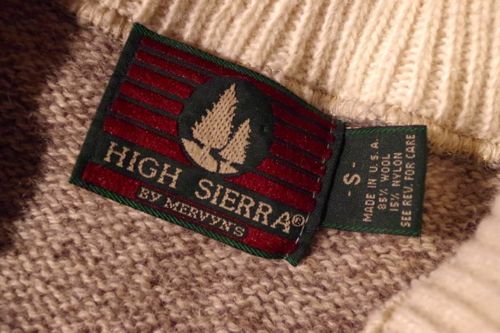 HIGH SIERRA®
BY MERVYN'S
- S -
MADE IN U.S.A.
85% WOOL
15% NYLON
SEE REV. FOR CARE